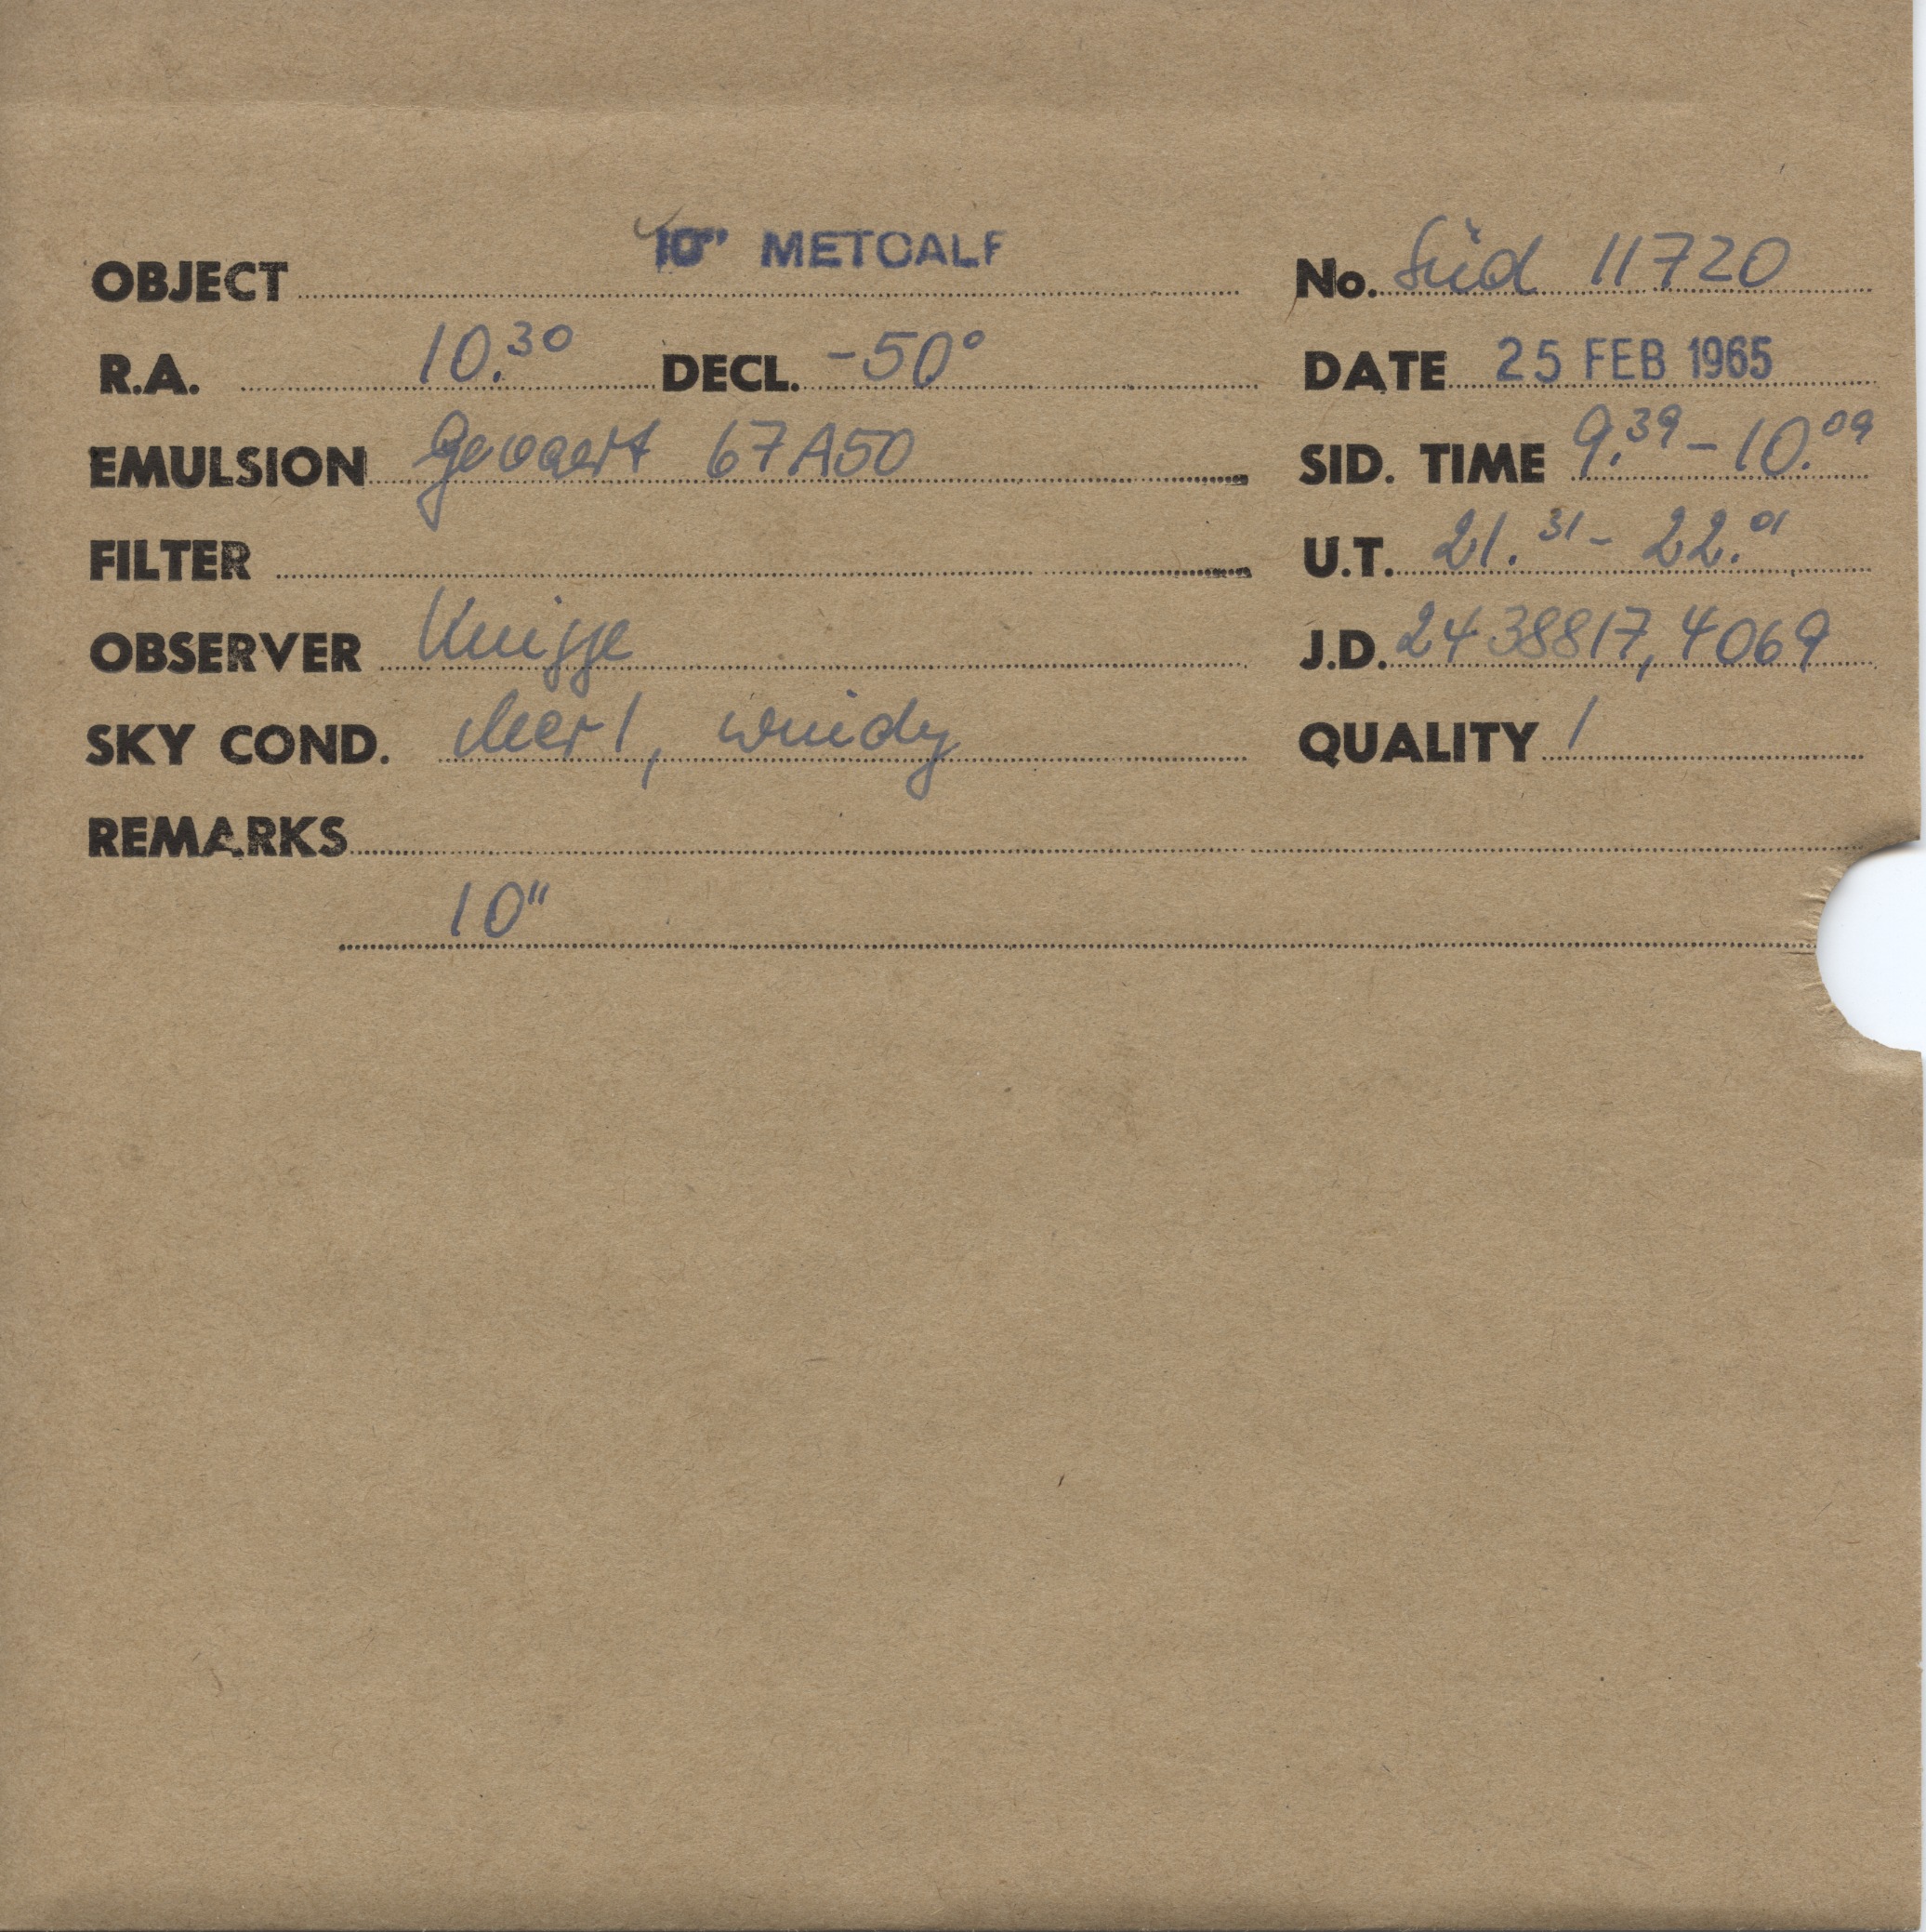 OBJECT 10" METCALF No. Süd 11720
R.A. 10.30 DECL. -50° DATE 25 FEB 1965
EMULSION Gevaert 67A50 SID. TIME 9.39 - 10.09
FILTER U.T. 21.31 - 22.01
OBSERVER Knigge J.D. 2438817,4069
SKY COND. clear!, windy QUALITY 1
REMARKS
10"